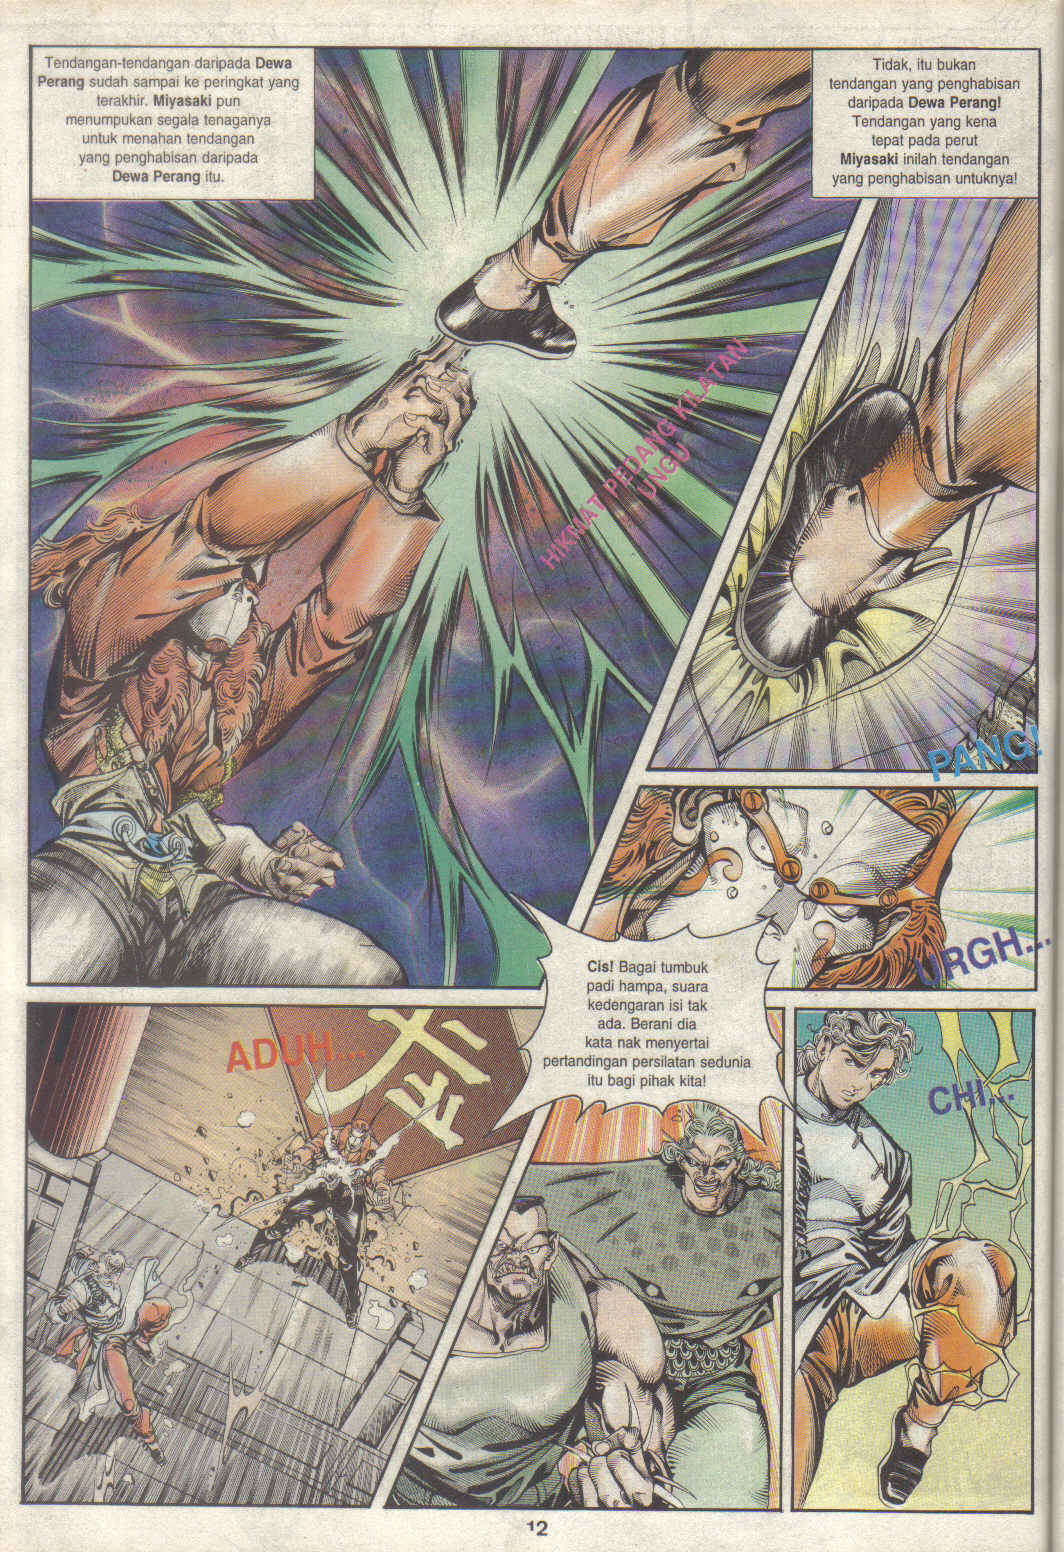 Tendangan-tendangan daripada Dewa
Perang sudah sampai ke peringkat yang
terakhir. Miyasaki pun
menumpukan segala tenaganya
untuk menahan tendangan
yang penghabisan daripada
Dewa Perang itu.
Tidak, itu bukan
tendangan yang penghabisan
daripada Dewa Perang!
Tendangan yang kena
tepat pada perut
Miyasaki inilah tendangan
yang penghabisan untuknya!
HIKMAT PEDANG KILATAN
UNGU
PANG!
URGH...
ADUH...
Cis! Bagai tumbuk
padi hampa, suara
kedengaran isi tak
ada. Berani dia
kata nak menyertai
pertandingan persilatan sedunia
itu bagi pihak kita!
CHI...
12